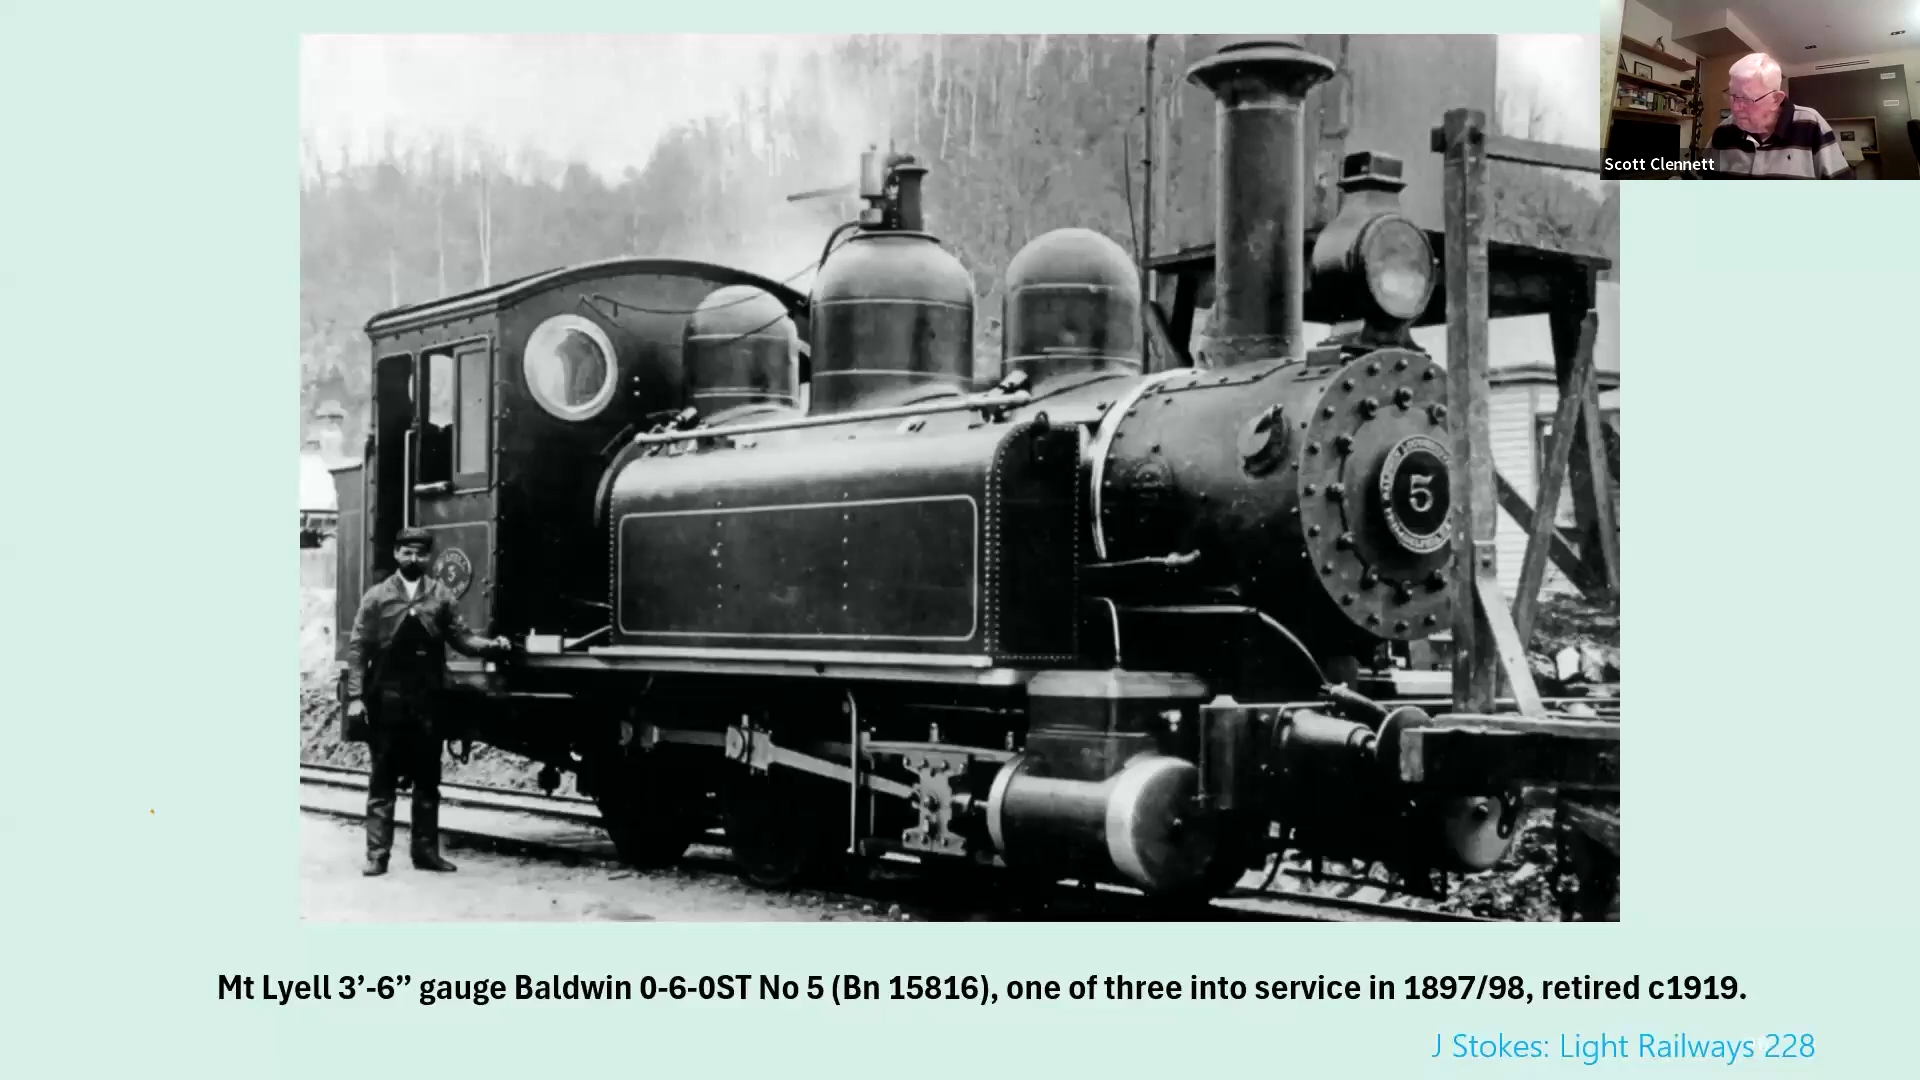 Scott Clennett
5
5
Mt Lyell 3’-6” gauge Baldwin 0-6-0ST No 5 (Bn 15816), one of three into service in 1897/98, retired c1919.
J Stokes: Light Railways 228